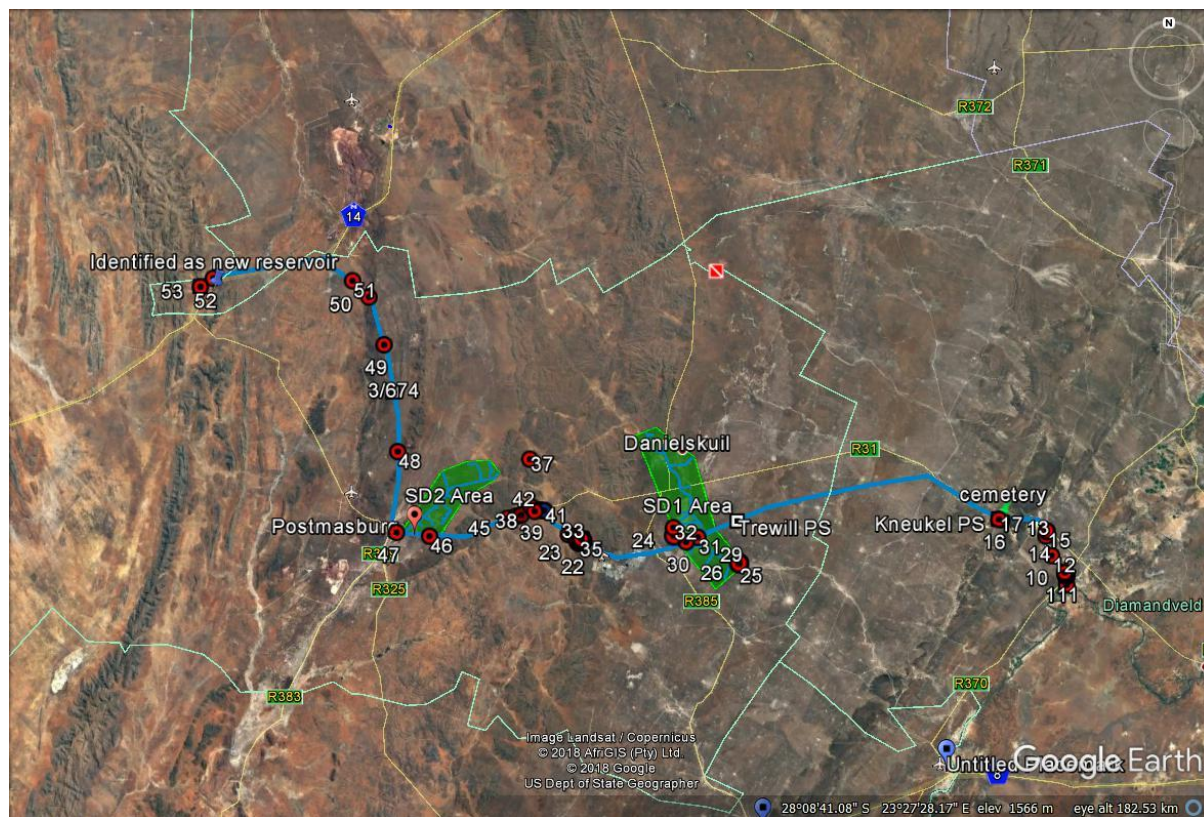 N
R372
R371
14
Identified as new reservoir
53
52
51
50
49
3/674
48
Danielskuil
R31
37
SD2 Area
42
cemetery
SD1 Area
Postmasburg
45
38
41
39
33
32
Trewill PS
Kneukel PS
17
13
47
46
24
23
35
31
29
16
15
22
30
26
25
14
12
10
111
R325
R385
Diamandveld
R383
R370
Image Landsat / Copernicus
© 2018 AfriGIS (Pty) Ltd.
© 2018 Google
US Dept of State Geographer
Untitled Placemark
Google Earth
28°08'41.08" S 23°27'28.17" E elev 1566 m eye alt 182.53 km